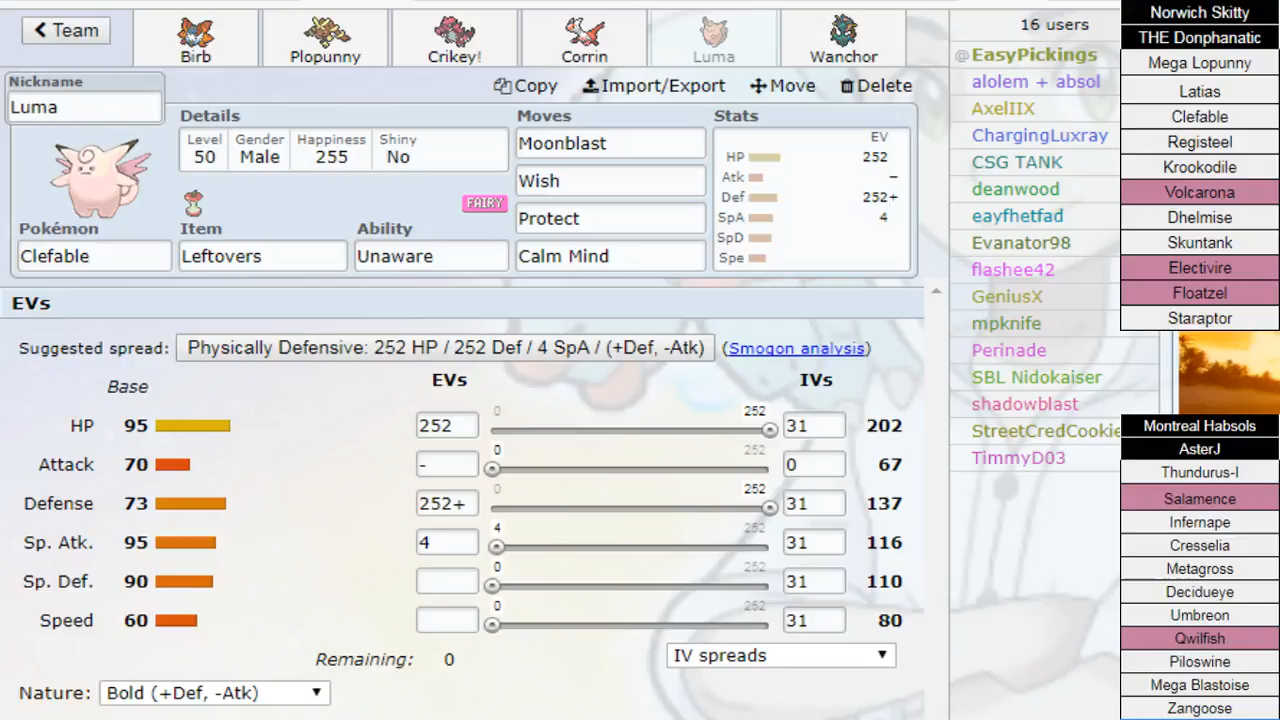 Team
Birb
Plopunny
Crikey!
Corrin
Luma
Wanchor
Copy
Import/Export
Move
Delete
Nickname
Luma
Details
Level
50
Gender
Male
Happiness
255
Shiny
No
FAIRY
Pokémon
Clefable
Item
Leftovers
Ability
Unaware
Moves
Moonblast
Wish
Protect
Calm Mind
Stats
EV
HP 252
Atk –
Def 252+
SpA 4
SpD
Spe
EVs
Suggested spread: Physically Defensive: 252 HP / 252 Def / 4 SpA / (+Def, -Atk) (Smogon analysis)
Base EVs IVs
HP 95 252 0 252 31 202
Attack 70 - 0 252 0 67
Defense 73 252+ 0 252 31 137
Sp. Atk. 95 4 4 252 31 116
Sp. Def. 90 0 252 31 110
Speed 60 0 252 31 80
Remaining: 0
IV spreads
Nature: Bold (+Def, -Atk)
16 users
@EasyPickings
alolem + absol
AxelIIX
ChargingLuxray
CSG TANK
deanwood
eayfhetfad
Evanator98
flashee42
GeniusX
mpknife
Perinade
SBL Nidokaiser
shadowblast
StreetCredCookie
TimmyD03
Norwich Skitty
THE Donphanatic
Mega Lopunny
Latias
Clefable
Registeel
Krookodile
Volcarona
Dhelmise
Skuntank
Electivire
Floatzel
Staraptor
Montreal Habsols
AsterJ
Thundurus-I
Salamence
Infernape
Cresselia
Metagross
Decidueye
Umbreon
Qwilfish
Piloswine
Mega Blastoise
Zangoose